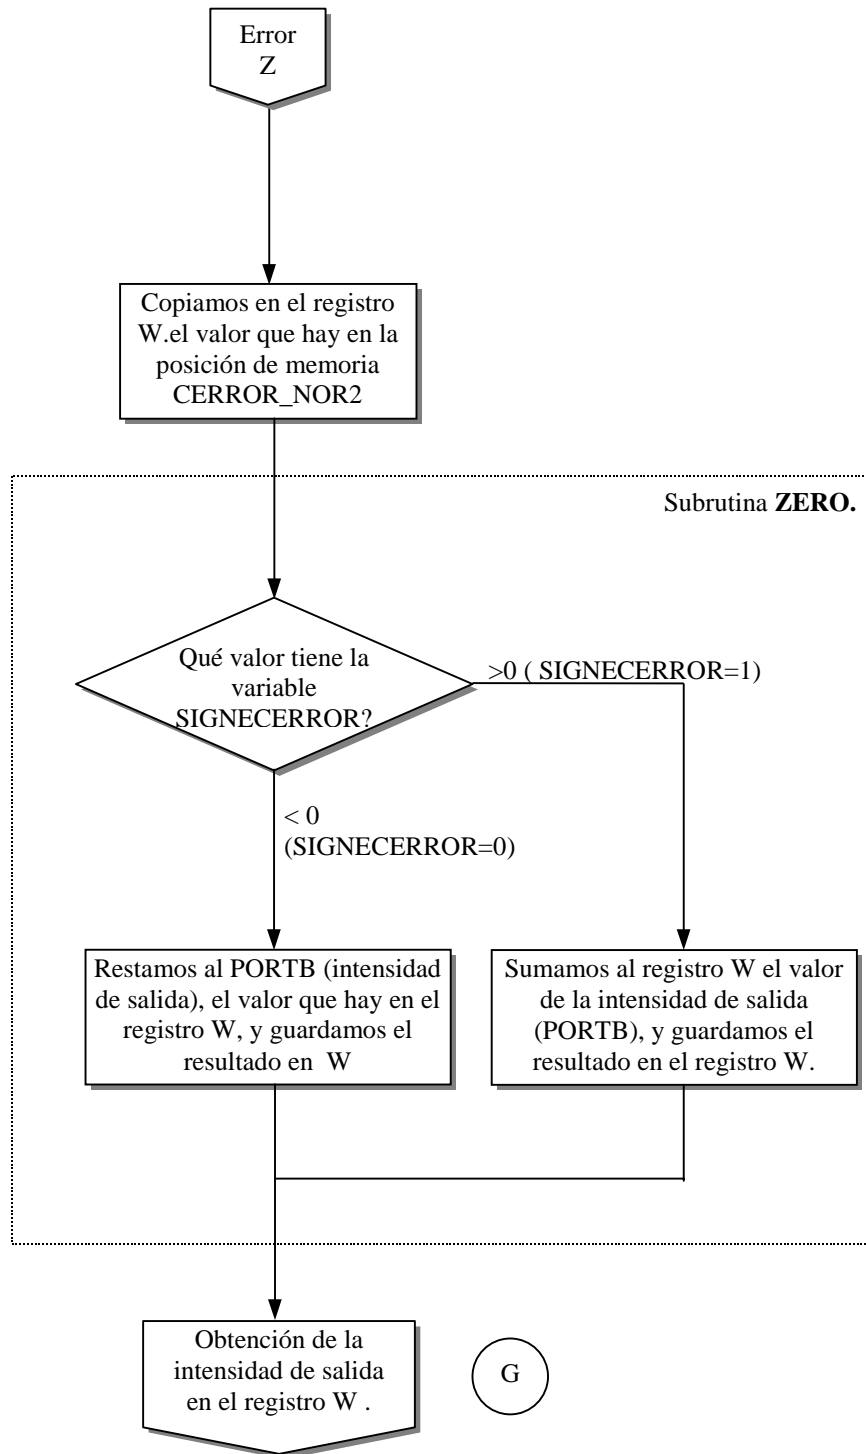 Error
Z
Copiamos en el registro
W.el valor que hay en la
posición de memoria
CERROR_NOR2
Subrutina ZERO.
Qué valor tiene la
variable
SIGNECERROR?
>0 ( SIGNECERROR=1)
< 0
(SIGNECERROR=0)
Restamos al PORTB (intensidad
de salida), el valor que hay en el
registro W, y guardamos el
resultado en  W
Sumamos al registro W el valor
de la intensidad de salida
(PORTB), y guardamos el
resultado en el registro W.
Obtención de la
intensidad de salida
en el registro W .
G